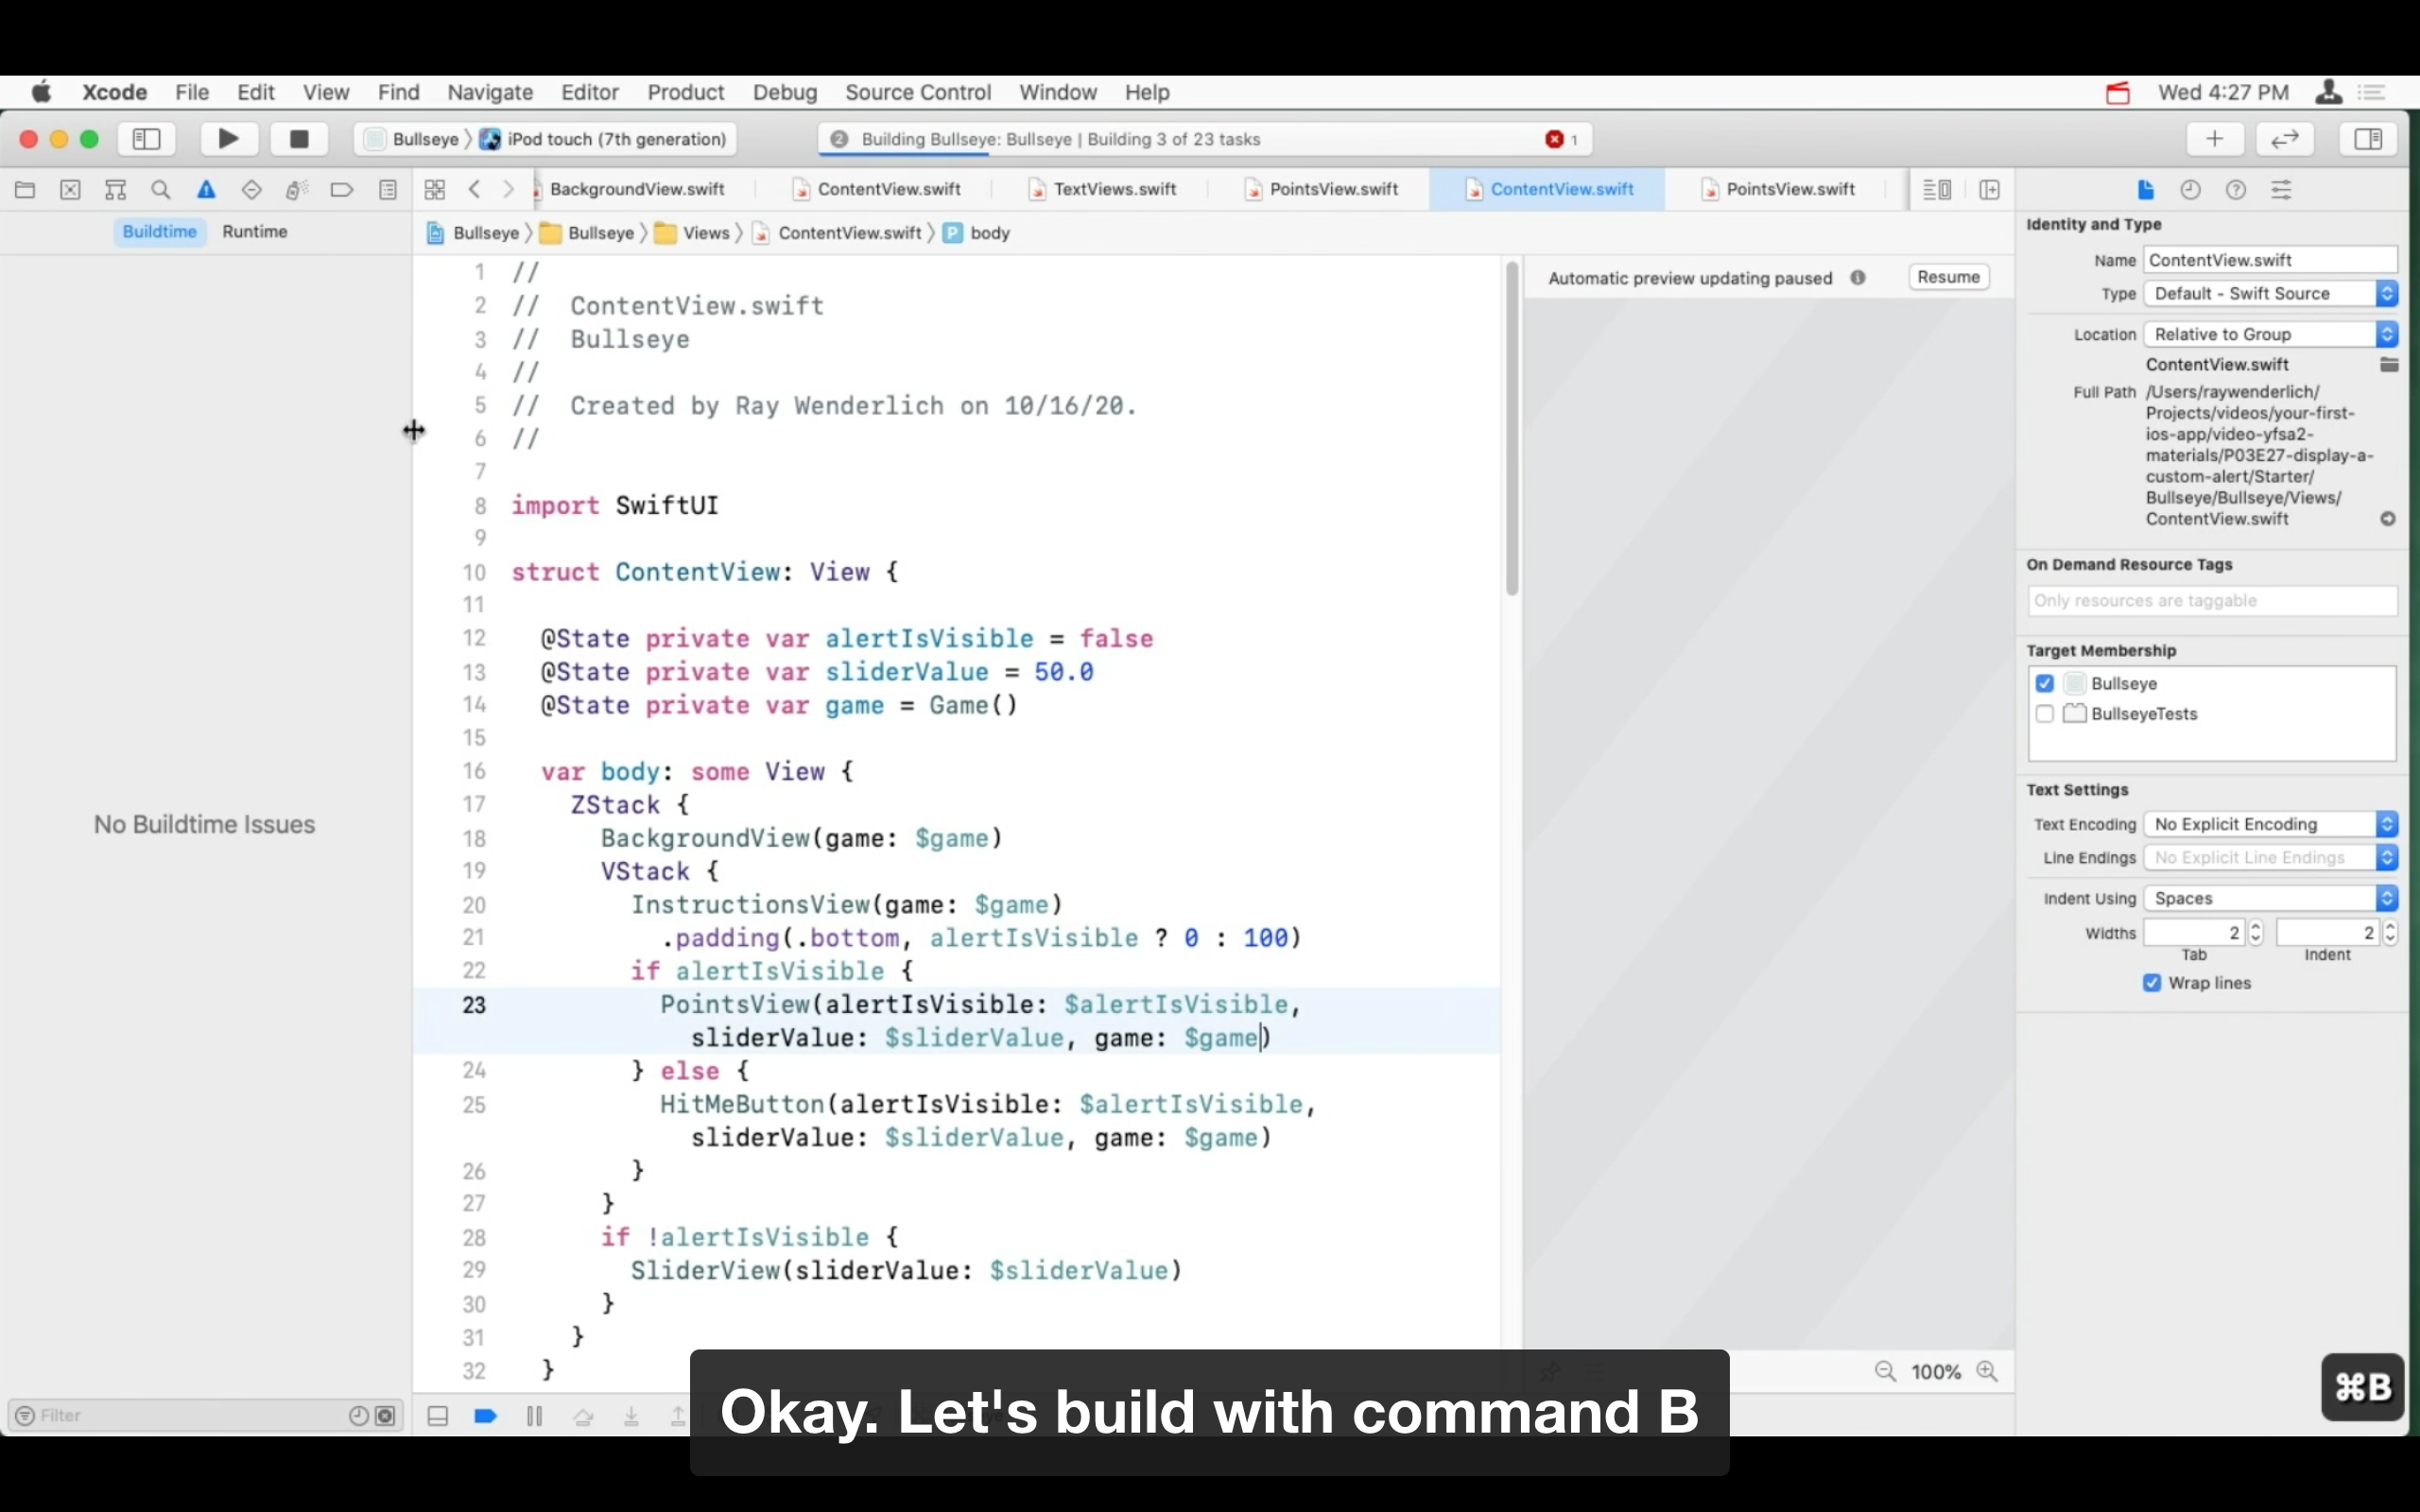 Xcode File Edit View Find Navigate Editor Product Debug Source Control Window Help Wed 4:27 PM
Bullseye iPod touch (7th generation) 2 Building Bullseye: Bullseye | Building 3 of 23 tasks 1
BackgroundView.swift ContentView.swift TextViews.swift PointsView.swift ContentView.swift PointsView.swift
Buildtime Runtime
Bullseye Bullseye Views ContentView.swift P body
No Buildtime Issues
Filter
1 //
2 // ContentView.swift
3 // Bullseye
4 //
5 // Created by Ray Wenderlich on 10/16/20.
6 //
7
8 import SwiftUI
9
10 struct ContentView: View {
11
12 @State private var alertIsVisible = false
13 @State private var sliderValue = 50.0
14 @State private var game = Game()
15
16 var body: some View {
17 ZStack {
18 BackgroundView(game: $game)
19 VStack {
20 InstructionsView(game: $game)
21 .padding(.bottom, alertIsVisible ? 0 : 100)
22 if alertIsVisible {
23 PointsView(alertIsVisible: $alertIsVisible,
sliderValue: $sliderValue, game: $game)
24 } else {
25 HitMeButton(alertIsVisible: $alertIsVisible,
sliderValue: $sliderValue, game: $game)
26 }
27 }
28 if !alertIsVisible {
29 SliderView(sliderValue: $sliderValue)
30 }
31 }
32 }
Automatic preview updating paused Resume
100%
Identity and Type
Name ContentView.swift
Type Default - Swift Source
Location Relative to Group
ContentView.swift
Full Path /Users/raywenderlich/
Projects/videos/your-first-
ios-app/video-yfsa2-
materials/P03E27-display-a-
custom-alert/Starter/
Bullseye/Bullseye/Views/
ContentView.swift
On Demand Resource Tags
Only resources are taggable
Target Membership
Bullseye
BullseyeTests
Text Settings
Text Encoding No Explicit Encoding
Line Endings No Explicit Line Endings
Indent Using Spaces
Widths 2 2
Tab Indent
Wrap lines
⌘B
Okay. Let's build with command B